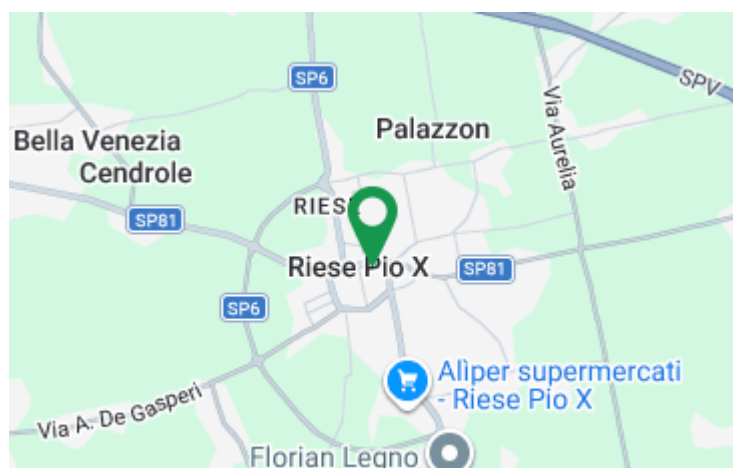 SP6
SPV
Via Aurelia
Palazzon
Bella Venezia
Cendrole
RIESE
SP81
Riese Pio X
SP81
SP6
Alìper supermercati
- Riese Pio X
Via A. De Gasperi
Florian Legno